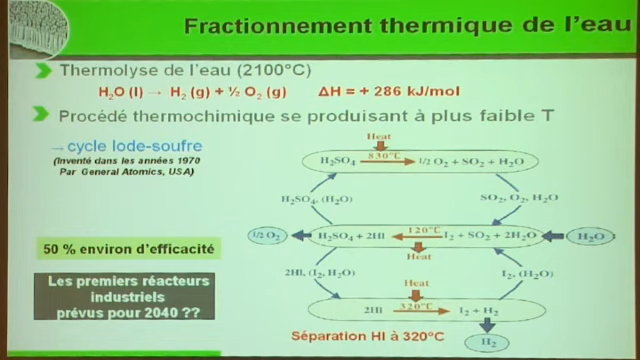 Fractionnement thermique de l'eau
Thermolyse de l'eau (2100°C)
H₂O (l) → H₂ (g) + ½ O₂ (g) ΔH = + 286 kJ/mol
Procédé thermochimique se produisant à plus faible T
→ cycle Iode-soufre
(Inventé dans les années 1970
Par General Atomics, USA)
50 % environ d'efficacité
Les premiers réacteurs
industriels
prévus pour 2040 ??
Heat
H₂SO₄ 830°C 1/2 O₂ + SO₂ + H₂O
H₂SO₄, (H₂O) SO₂, O₂, H₂O
1/2 O₂ H₂SO₄ + 2HI 120°C I₂ + SO₂ + 2H₂O H₂O
Heat
2HI, (I₂, H₂O) I₂, (H₂O)
Heat
2HI 320°C I₂ + H₂
Séparation HI à 320°C
H₂